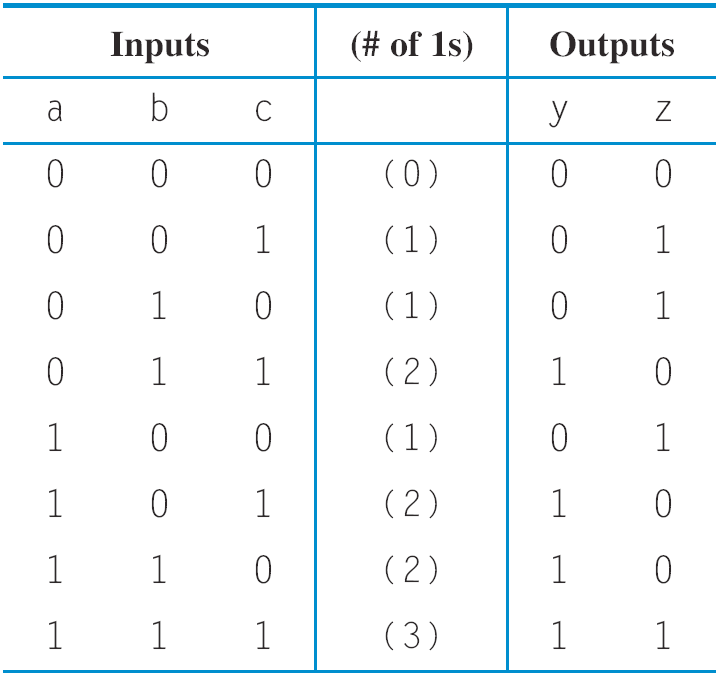 Inputs (# of 1s) Outputs
a b c y z
0 0 0 (0) 0 0
0 0 1 (1) 0 1
0 1 0 (1) 0 1
0 1 1 (2) 1 0
1 0 0 (1) 0 1
1 0 1 (2) 1 0
1 1 0 (2) 1 0
1 1 1 (3) 1 1